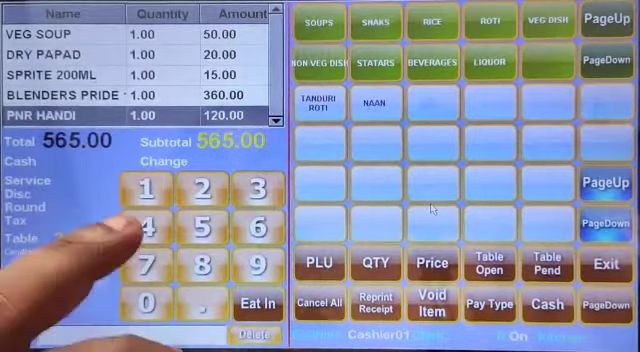 Name Quantity Amount
VEG SOUP 1.00 50.00
DRY PAPAD 1.00 20.00
SPRITE 200ML 1.00 15.00
BLENDERS PRIDE 1.00 360.00
PNR HANDI 1.00 120.00
Total 565.00 Subtotal 565.00
Cash Change
Service
Disc
Round
Tax
Table
1 2 3
4 5 6
7 8 9
0 . Eat In
Delete
SOUPS SNAKS RICE ROTI VEG DISH PageUp
NON VEG DISH STATARS BEVERAGES LIQUOR PageDown
TANDURI ROTI NAAN
PageUp
PageDown
PLU QTY Price Table Open Table Pend Exit
Cancel All Reprint Receipt Void Item Pay Type Cash PageDown
Cashier01 On Kitchen